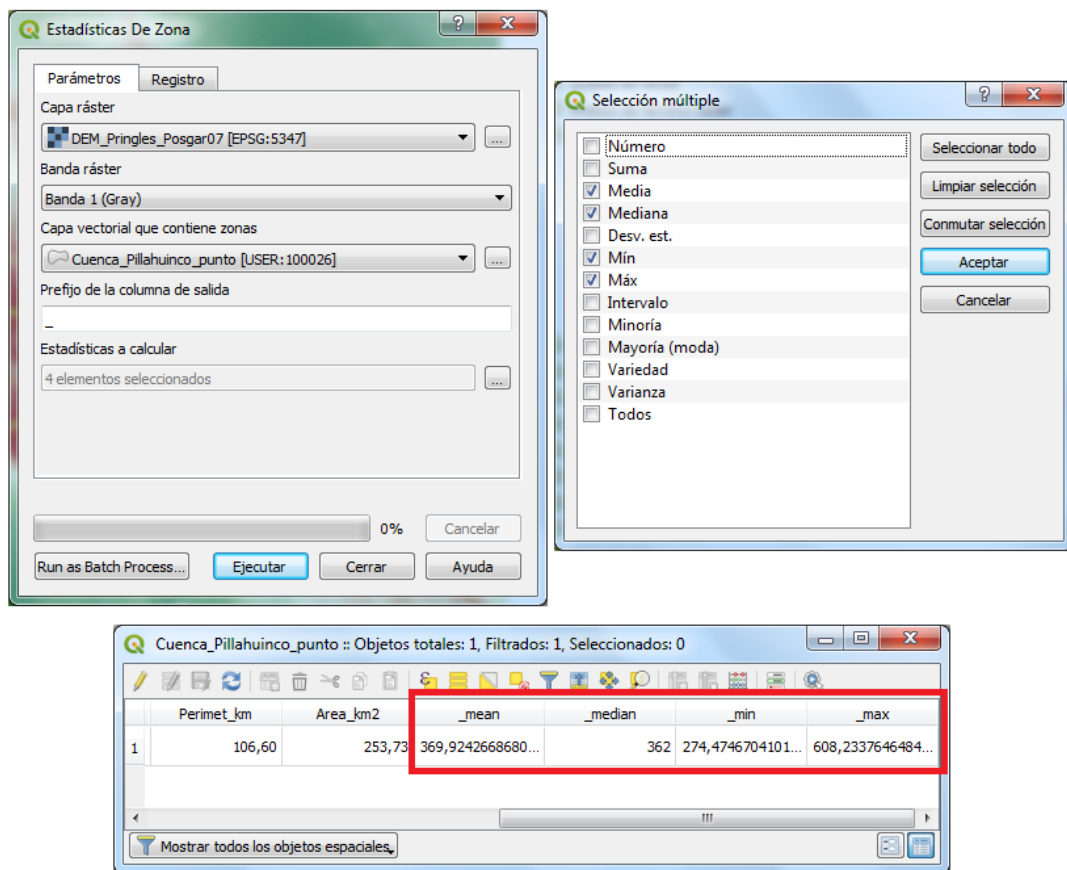 Estadísticas De Zona
Parámetros
Registro
Capa ráster
DEM_Pringles_Posgar07 [EPSG:5347]
...
Banda ráster
Banda 1 (Gray)
Capa vectorial que contiene zonas
Cuenca_Pillahuinco_punto [USER:100026]
...
Prefijo de la columna de salida
_
Estadísticas a calcular
4 elementos seleccionados
...
0%
Cancelar
Run as Batch Process...
Ejecutar
Cerrar
Ayuda
Selección múltiple
Número
Suma
Media
Mediana
Desv. est.
Mín
Máx
Intervalo
Minoría
Mayoría (moda)
Variedad
Varianza
Todos
Seleccionar todo
Limpiar selección
Conmutar selección
Aceptar
Cancelar
Cuenca_Pillahuinco_punto :: Objetos totales: 1, Filtrados: 1, Seleccionados: 0
Perimet_km Area_km2 _mean _median _min _max
1 106,60 253,73 369,9242668680... 362 274,4746704101... 608,2337646484...
Mostrar todos los objetos espaciales